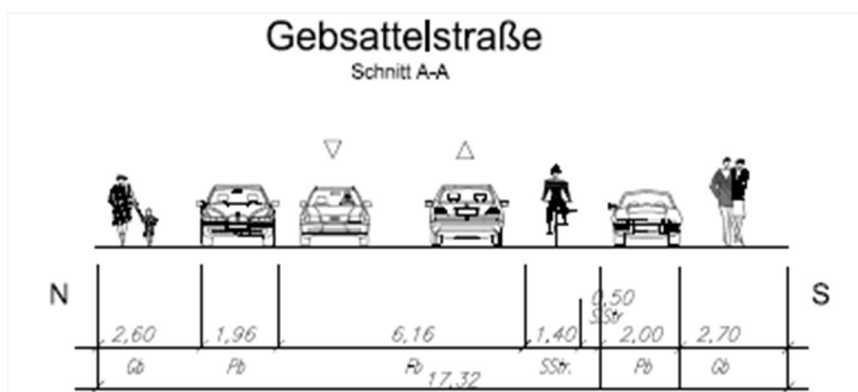 Gebsattelstraße
Schnitt A-A
N
S
0,50
SStr
2,60 1,96 6,16 1,40 2,00 2,70
Gb Pb Fb SStr. Pb Gb
17,32